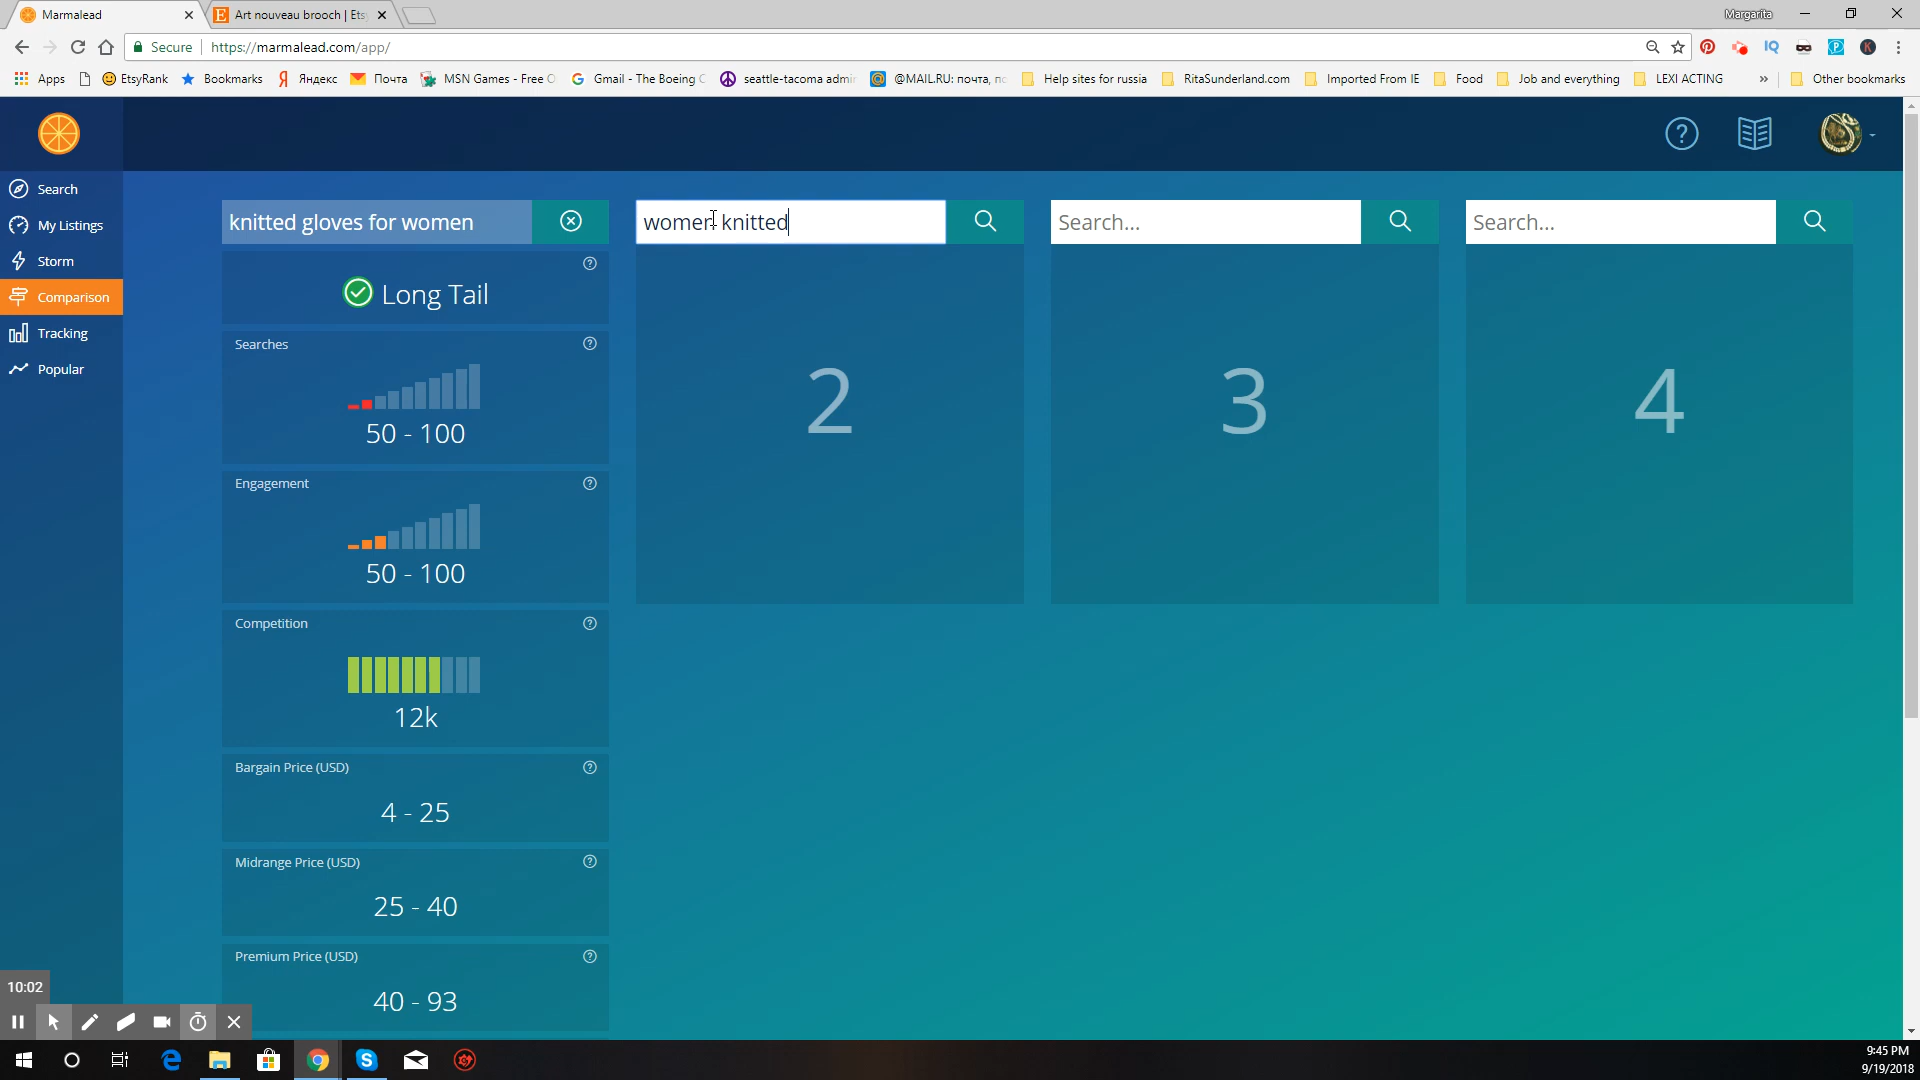 Marmalead
Art nouveau brooch | Ets
Margarita
Secure
https://marmalead.com/app/
Apps
EtsyRank
Bookmarks
Яндекс
Почта
MSN Games - Free O
Gmail - The Boeing C
seattle-tacoma admi
@MAIL.RU: почта, по
Help sites for russia
RitaSunderland.com
Imported From IE
Food
Job and everything
LEXI ACTING
»
Other bookmarks
Search
My Listings
Storm
Comparison
Tracking
Popular
knitted gloves for women
women knitted
Search...
Search...
Long Tail
Searches
50 - 100
Engagement
50 - 100
Competition
12k
Bargain Price (USD)
4 - 25
Midrange Price (USD)
25 - 40
Premium Price (USD)
40 - 93
2
3
4
10:02
9:45 PM
9/19/2018